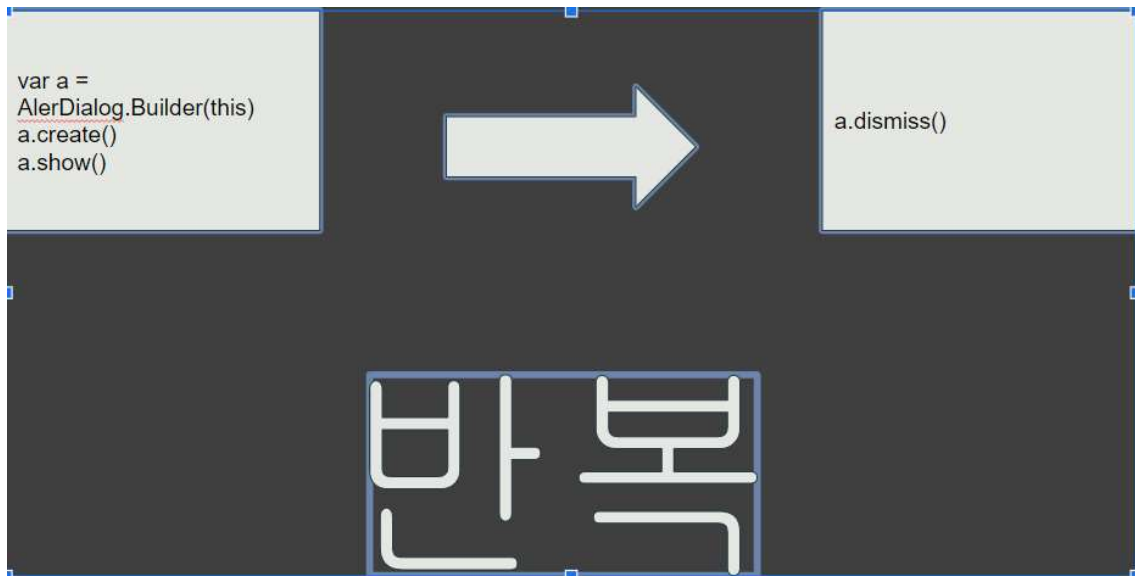 var a =
AlerDialog.Builder(this)
a.create()
a.show()
a.dismiss()
반복